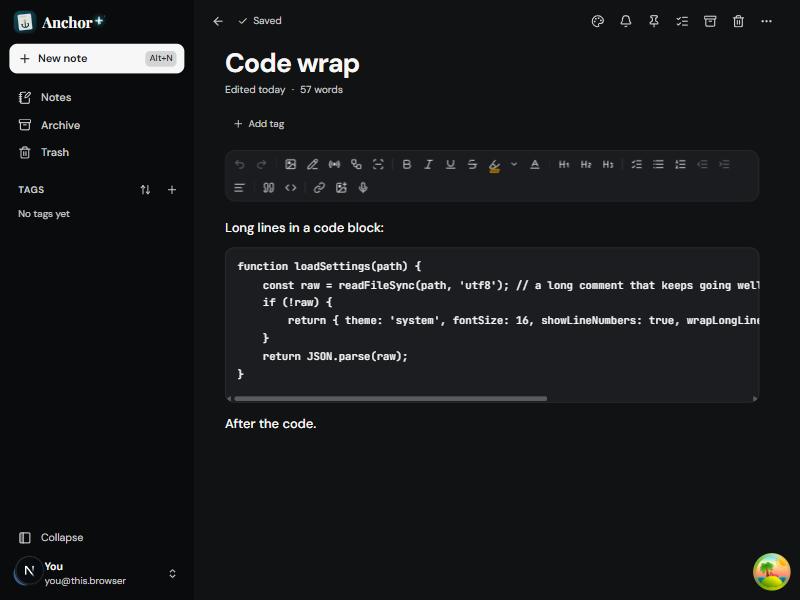 Anchor
Saved
New note
Alt+N
Notes
Archive
Trash
TAGS
No tags yet
Code wrap
Edited today · 57 words
+ Add tag
B I U S A H1 H2 H3
Long lines in a code block:
function loadSettings(path) {
    const raw = readFileSync(path, 'utf8'); // a long comment that keeps going well
    if (!raw) {
        return { theme: 'system', fontSize: 16, showLineNumbers: true, wrapLongLine
    }
    return JSON.parse(raw);
}
After the code.
Collapse
N
You
you@this.browser